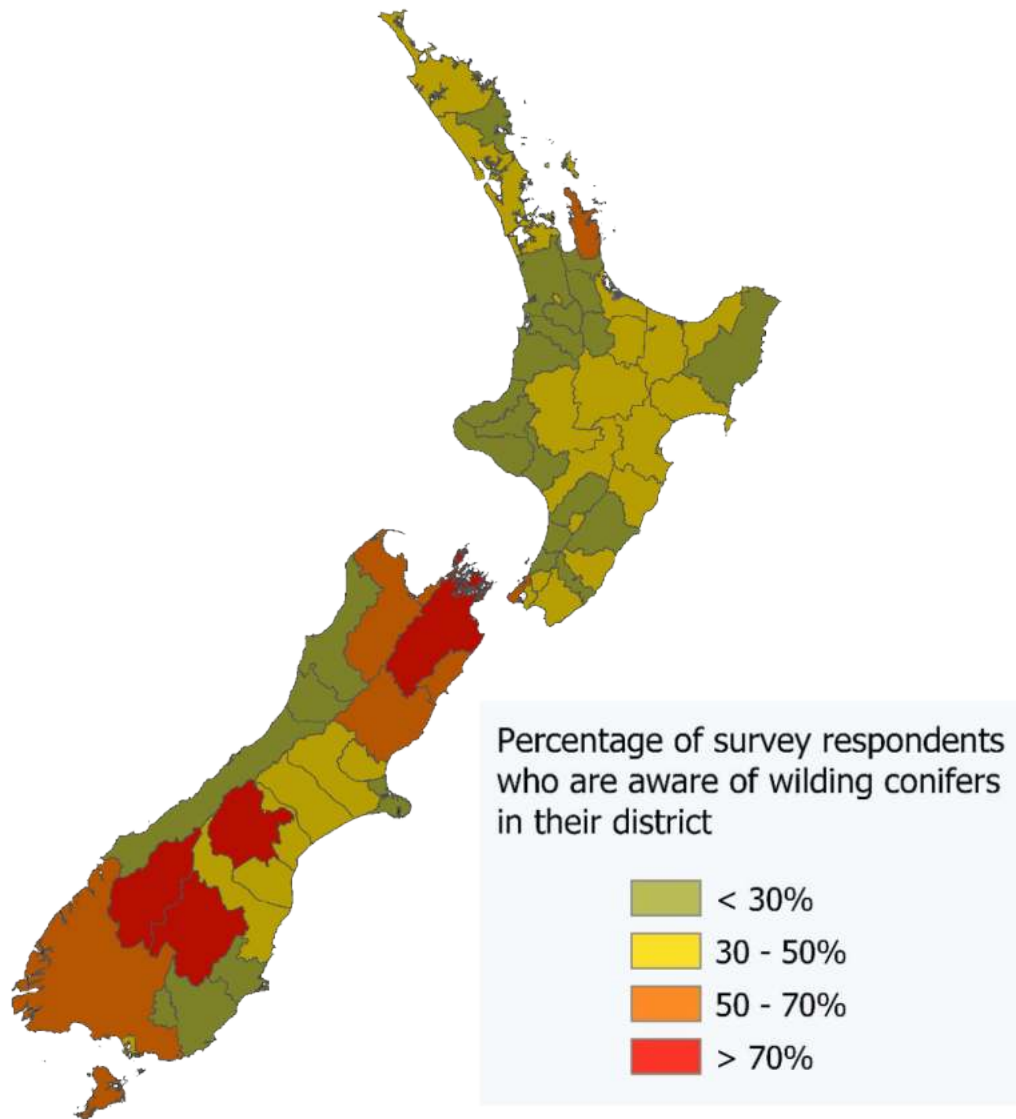 Percentage of survey respondents
who are aware of wilding conifers
in their district
< 30%
30 - 50%
50 - 70%
> 70%